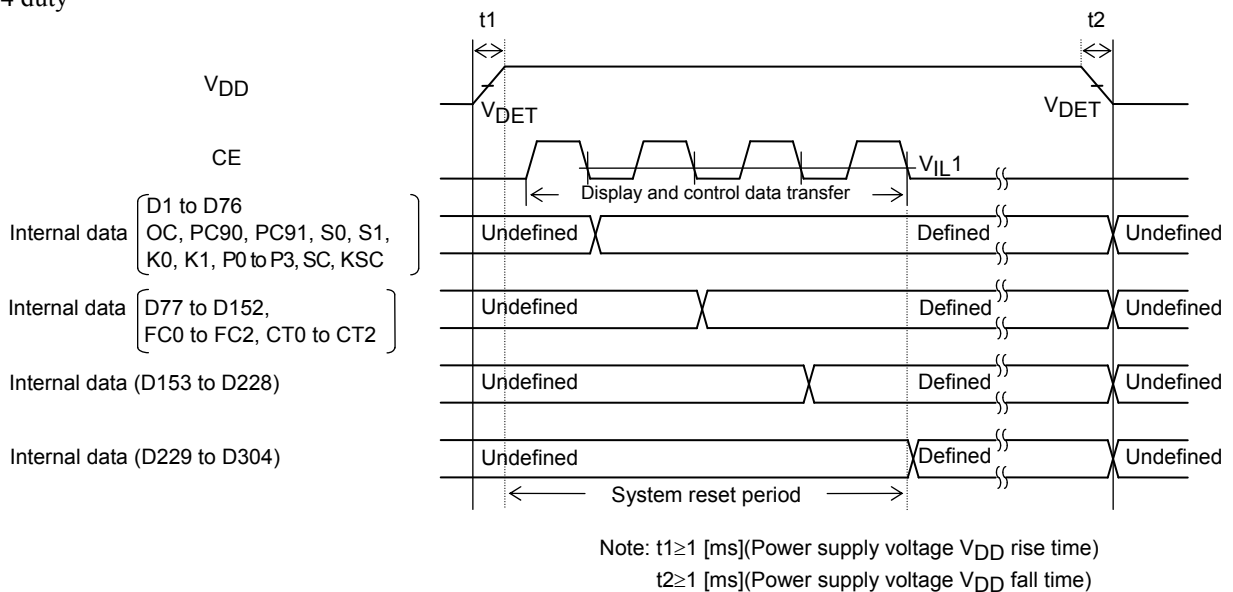 4 duty
t1
t2
VDD
VDET
VDET
CE
VIL1
Display and control data transfer
Internal data
D1 to D76
OC, PC90, PC91, S0, S1,
K0, K1, P0 to P3, SC, KSC
Undefined
Defined
Undefined
Internal data
D77 to D152,
FC0 to FC2, CT0 to CT2
Undefined
Defined
Undefined
Internal data (D153 to D228)
Undefined
Defined
Undefined
Internal data (D229 to D304)
Undefined
Defined
Undefined
System reset period
Note: t1≥1 [ms](Power supply voltage VDD rise time)
t2≥1 [ms](Power supply voltage VDD fall time)